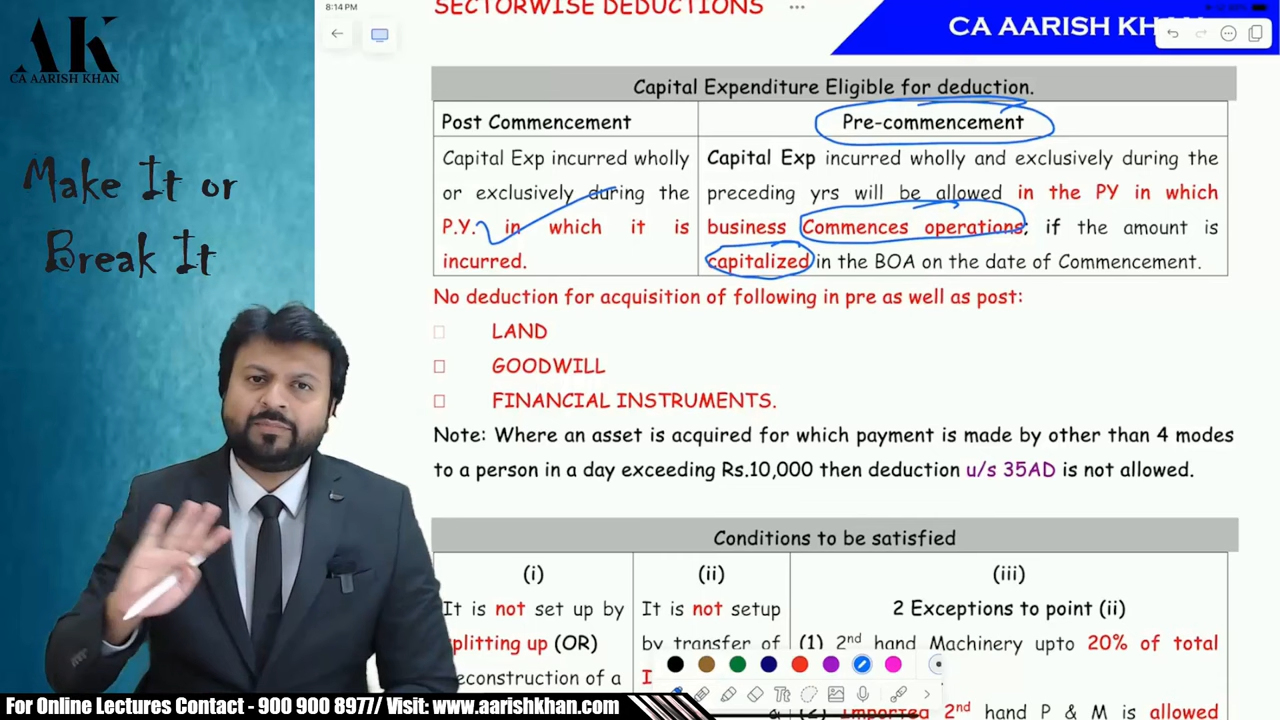 8:14 PM
SECTORWISE DEDUCTIONS
AK
CA AARISH KHAN
CA AARISH KH
Make It or
Break It
Capital Expenditure Eligible for deduction.
Post Commencement
Pre-commencement
Capital Exp incurred wholly
or exclusively during the
P.Y. in which it is
incurred.
Capital Exp incurred wholly and exclusively during the
preceding yrs will be allowed in the PY in which
business Commences operations; if the amount is
capitalized in the BOA on the date of Commencement.
No deduction for acquisition of following in pre as well as post:
LAND
GOODWILL
FINANCIAL INSTRUMENTS.
Note: Where an asset is acquired for which payment is made by other than 4 modes
to a person in a day exceeding Rs.10,000 then deduction u/s 35AD is not allowed.
Conditions to be satisfied
(i)
It is not set up by
splitting up (OR)
econstruction of a
(ii)
It is not setup
by transfer of
(iii)
2 Exceptions to point (ii)
(1) 2nd hand Machinery upto 20% of total
(2) Imported 2nd hand P & M is allowed
Tt
For Online Lectures Contact - 900 900 8977/ Visit: www.aarishkhan.com